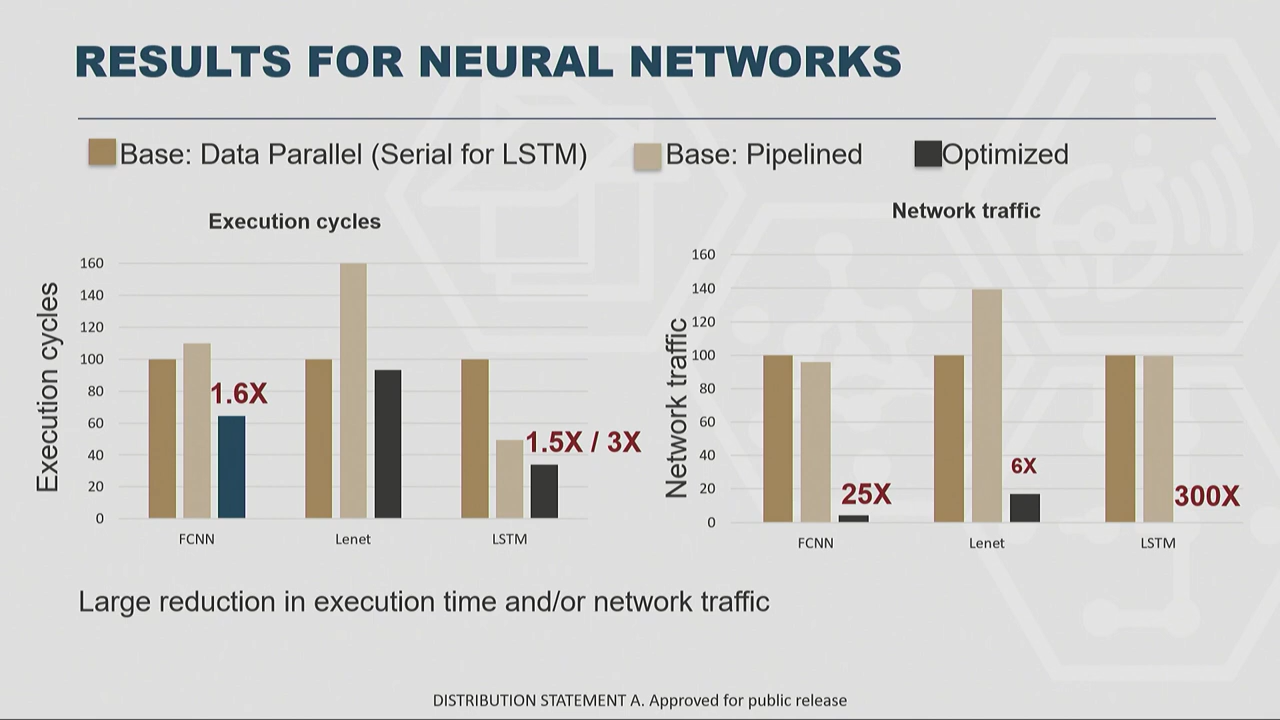 RESULTS FOR NEURAL NETWORKS
Base: Data Parallel (Serial for LSTM)
Base: Pipelined
Optimized
Execution cycles
Execution cycles
160
140
120
100
80
60
40
20
0
1.6X
1.5X / 3X
FCNN
Lenet
LSTM
Network traffic
Network traffic
160
140
120
100
80
60
40
20
0
25X
6X
300X
FCNN
Lenet
LSTM
Large reduction in execution time and/or network traffic
DISTRIBUTION STATEMENT A. Approved for public release